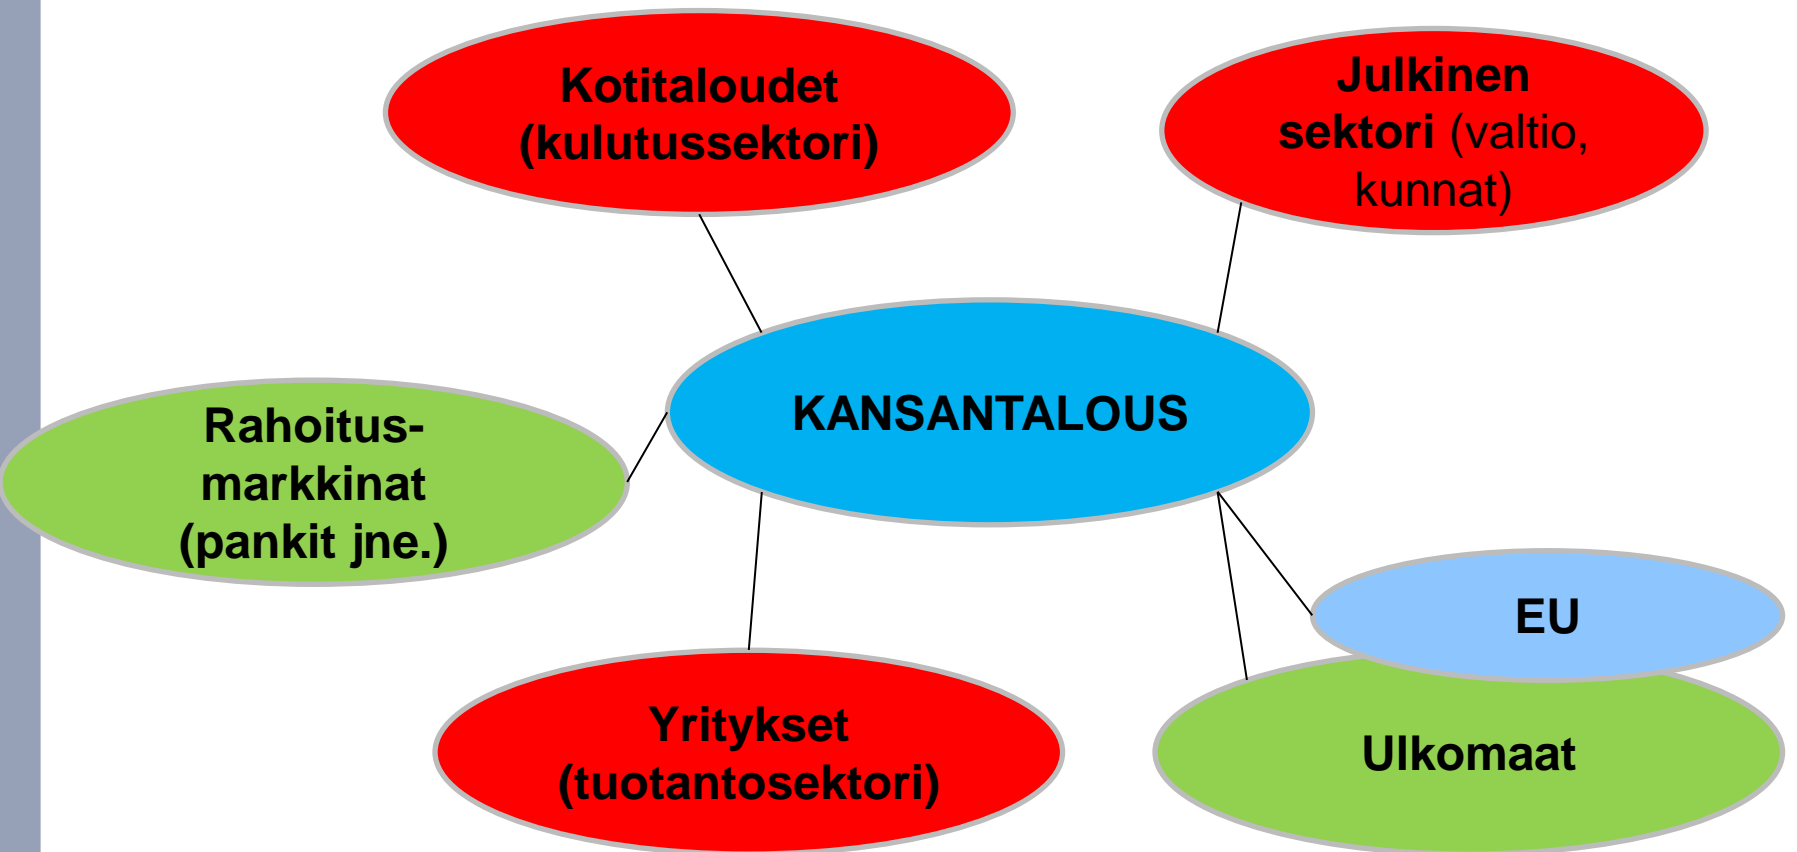 Kotitaloudet
(kulutussektori)
Julkinen
sektori (valtio,
kunnat)
KANSANTALOUS
Rahoitus-
markkinat
(pankit jne.)
EU
Yritykset
(tuotantosektori)
Ulkomaat